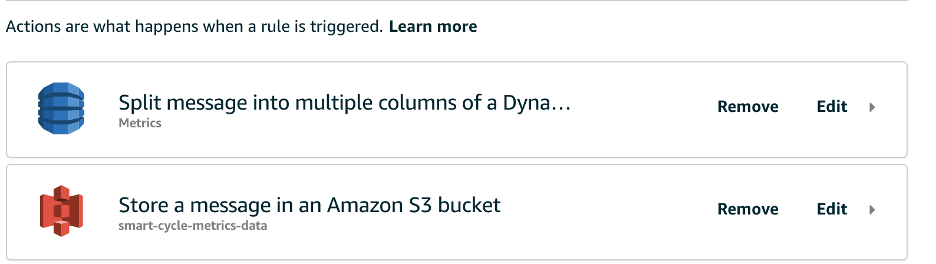 Actions are what happens when a rule is triggered. Learn more
Split message into multiple columns of a Dyna...
Metrics
Remove Edit
Store a message in an Amazon S3 bucket
smart-cycle-metrics-data
Remove Edit